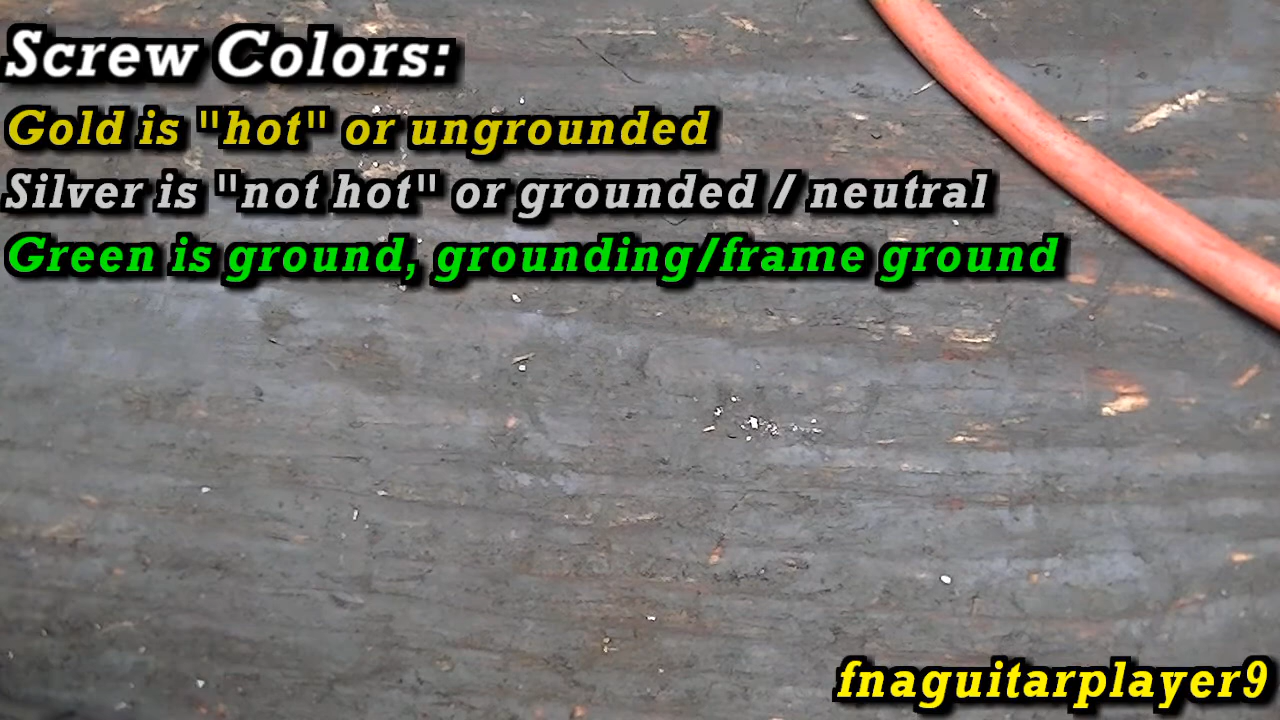 Screw Colors:
Gold is "hot" or ungrounded
Silver is "not hot" or grounded / neutral
Green is ground, grounding/frame ground
fnaguitarplayer9